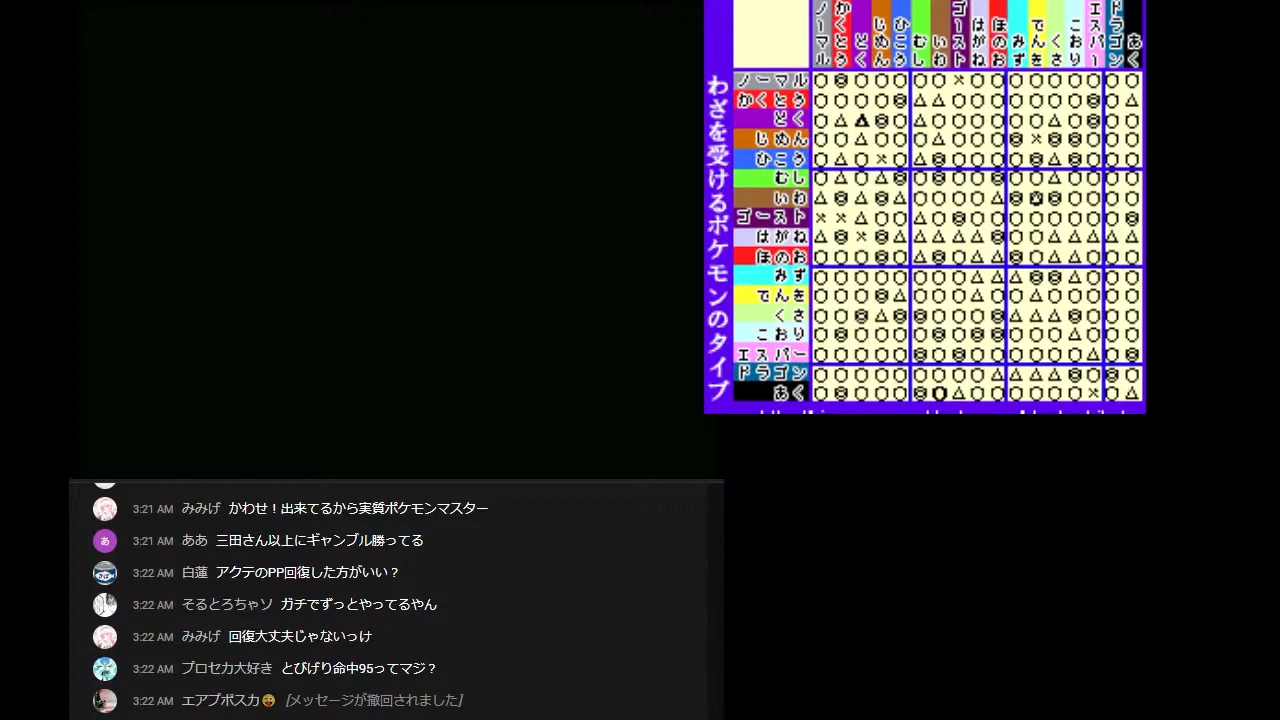 ノーマル かくとう どく じめん ひこう むし いわ ゴースト はがね ほのお みず でんき くさ こおり エスパー ドラゴン あく
わざを受けるポケモンのタイプ
ノーマル ○◎○○○○○×○○○○○○○○○
かくとう ○○○○◎△△○○○○○○○◎○△
どく
じめん
ひこう
むし
いわ
ゴースト
はがね
ほのお
みず
でんき
くさ
こおり
エスパー
ドラゴン
あく
3:21 AM みみげ かわせ！出来てるから実質ポケモンマスター
3:21 AM ああ 三田さん以上にギャンブル勝ってる
3:22 AM 白蓮 アクテのPP回復した方がいい？
3:22 AM そるとろちゃソ ガチでずっとやってるやん
3:22 AM みみげ 回復大丈夫じゃないっけ
3:22 AM プロセカ大好き とびげり命中95ってマジ？
3:22 AM エアプポスカ😜 [メッセージが撤回されました]